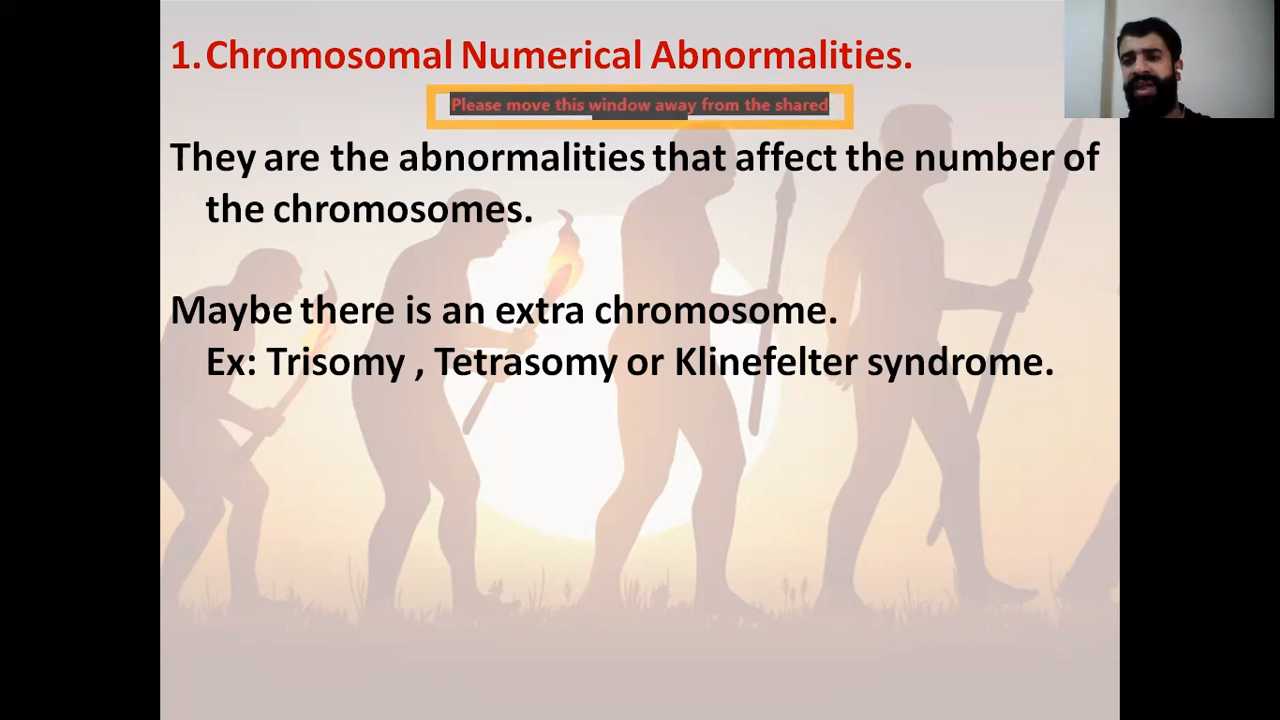 1. Chromosomal Numerical Abnormalities.
Please move this window away from the shared
They are the abnormalities that affect the number of
the chromosomes.
Maybe there is an extra chromosome.
Ex: Trisomy , Tetrasomy or Klinefelter syndrome.